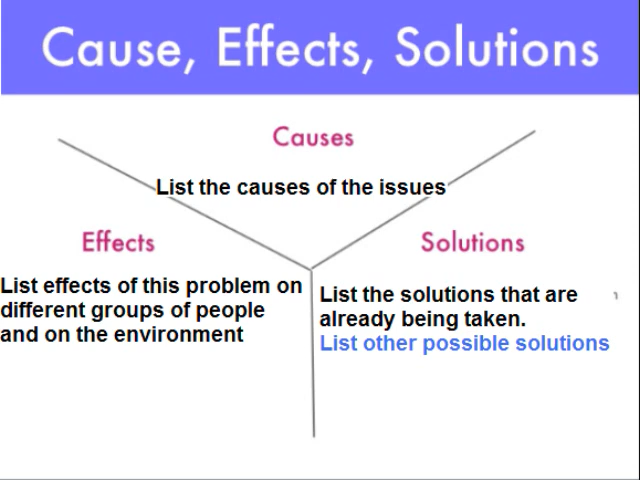 Cause, Effects, Solutions
Causes
List the causes of the issues
Effects
List effects of this problem on
different groups of people
and on the environment
Solutions
List the solutions that are
already being taken.
List other possible solutions